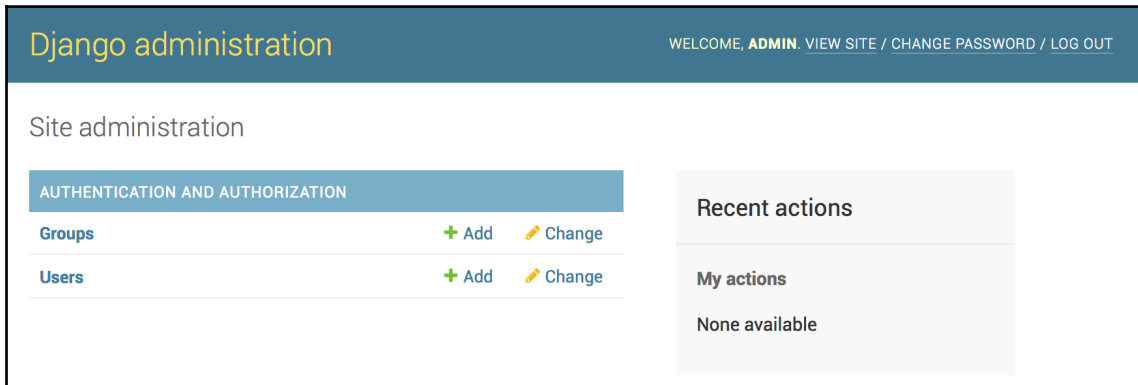 Django administration
WELCOME, ADMIN. VIEW SITE / CHANGE PASSWORD / LOG OUT
Site administration
AUTHENTICATION AND AUTHORIZATION
Groups Add Change
Users Add Change
Recent actions
My actions
None available